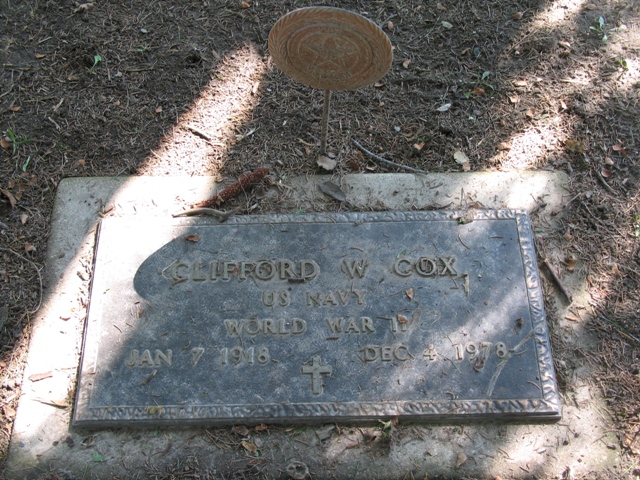 CLIFFORD W COX
US NAVY
WORLD WAR II
JAN 7 1918 DEC 4 1978